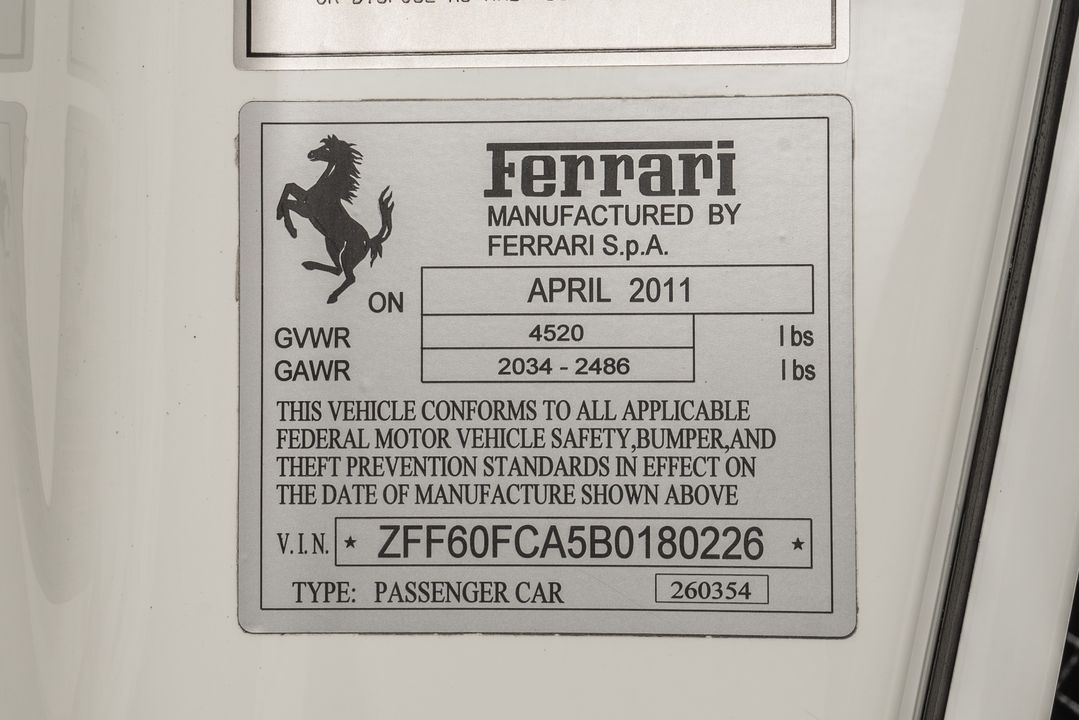 Ferrari
MANUFACTURED BY
FERRARI S.p.A.
ON APRIL 2011
GVWR 4520 lbs
GAWR 2034 - 2486 lbs
THIS VEHICLE CONFORMS TO ALL APPLICABLE
FEDERAL MOTOR VEHICLE SAFETY,BUMPER,AND
THEFT PREVENTION STANDARDS IN EFFECT ON
THE DATE OF MANUFACTURE SHOWN ABOVE
V.I.N. ★ ZFF60FCA5B0180226 ★
TYPE: PASSENGER CAR 260354